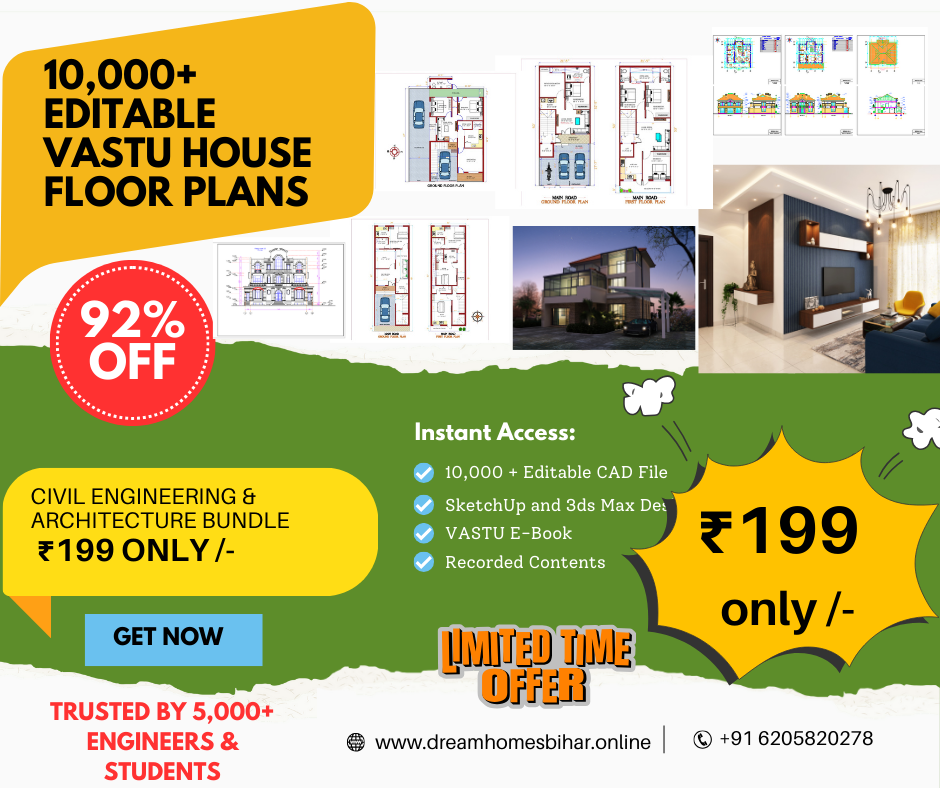 10,000+
EDITABLE
VASTU HOUSE
FLOOR PLANS
GROUND FLOOR PLAN
MAIN ROAD
GROUND FLOOR PLAN
MAIN ROAD
FIRST FLOOR PLAN
92%
OFF
Instant Access:
10,000 + Editable CAD File
SketchUp and 3ds Max Des
VASTU E-Book
Recorded Contents
CIVIL ENGINEERING &
ARCHITECTURE BUNDLE
₹199 ONLY /-
₹199
only /-
GET NOW
LIMITED TIME
OFFER
TRUSTED BY 5,000+
ENGINEERS &
STUDENTS
www.dreamhomesbihar.online
+91 6205820278